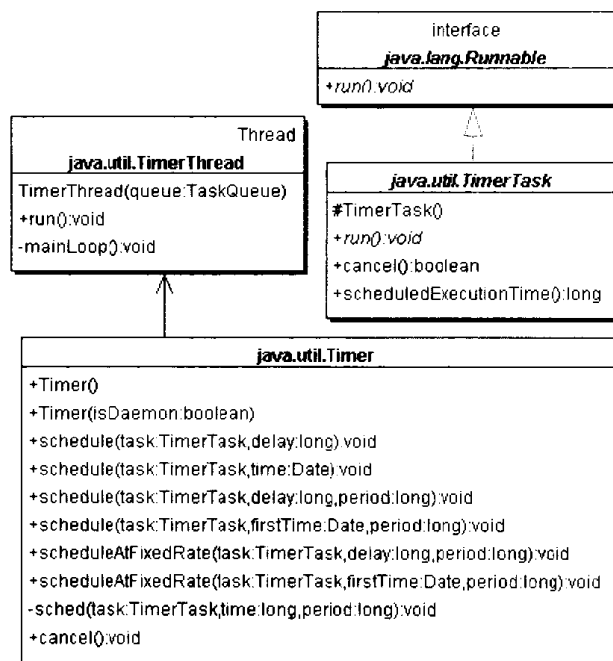 interface
java.lang.Runnable
+run():void
Thread
java.util.TimerThread
TimerThread(queue:TaskQueue)
+run():void
-mainLoop():void
java.util.TimerTask
#TimerTask()
+run():void
+cancel():boolean
+scheduledExecutionTime():long
java.util.Timer
+Timer()
+Timer(isDaemon:boolean)
+schedule(task:TimerTask,delay:long):void
+schedule(task:TimerTask,time:Date):void
+schedule(task:TimerTask,delay:long,period:long):void
+schedule(task:TimerTask,firstTime:Date,period:long):void
+scheduleAtFixedRate(task:TimerTask,delay:long,period:long):void
+scheduleAtFixedRate(task:TimerTask,firstTime:Date,period:long):void
-sched(task:TimerTask,time:long,period:long):void
+cancel():void